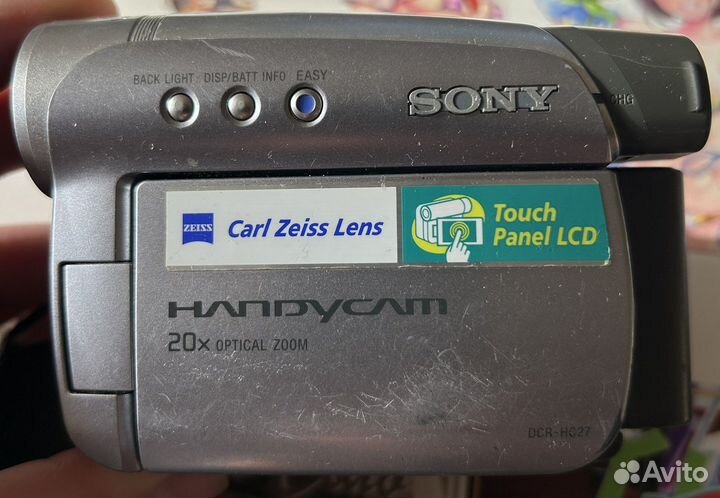 BACK LIGHT DISP/BATT INFO EASY
SONY
CHG
ZEISS
Carl Zeiss Lens
Touch
Panel LCD
HANDYCAM
20x OPTICAL ZOOM
DCR-HC27
Avito